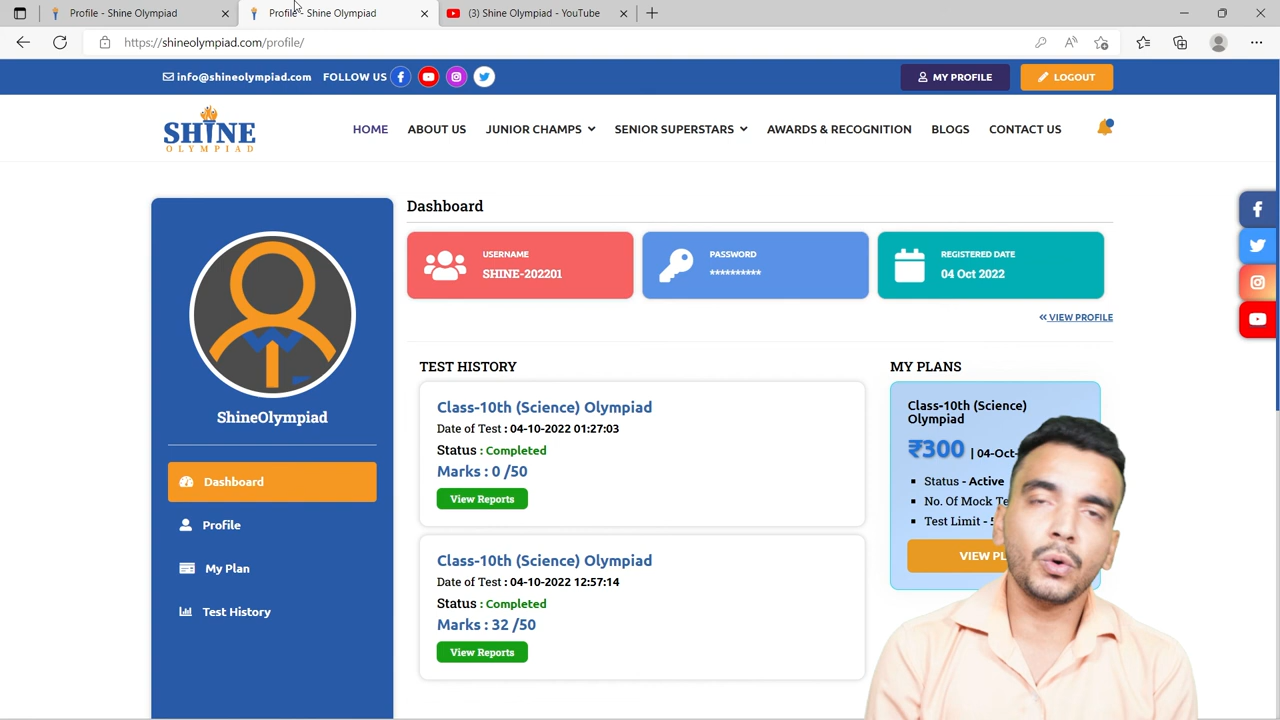 Profile - Shine Olympiad
Profile - Shine Olympiad
(3) Shine Olympiad - YouTube
https://shineolympiad.com/profile/
info@shineolympiad.com FOLLOW US
MY PROFILE
LOGOUT
SHINE
OLYMPIAD
HOME ABOUT US JUNIOR CHAMPS SENIOR SUPERSTARS AWARDS & RECOGNITION BLOGS CONTACT US
Dashboard
USERNAME
SHINE-202201
PASSWORD
**********
REGISTERED DATE
04 Oct 2022
VIEW PROFILE
ShineOlympiad
Dashboard
Profile
My Plan
Test History
TEST HISTORY
Class-10th (Science) Olympiad
Date of Test : 04-10-2022 01:27:03
Status : Completed
Marks : 0 /50
View Reports
Class-10th (Science) Olympiad
Date of Test : 04-10-2022 12:57:14
Status : Completed
Marks : 32 /50
View Reports
MY PLANS
Class-10th (Science)
Olympiad
₹300 | 04-Oct-
Status - Active
No. Of Mock
Test Limit -
VIEW